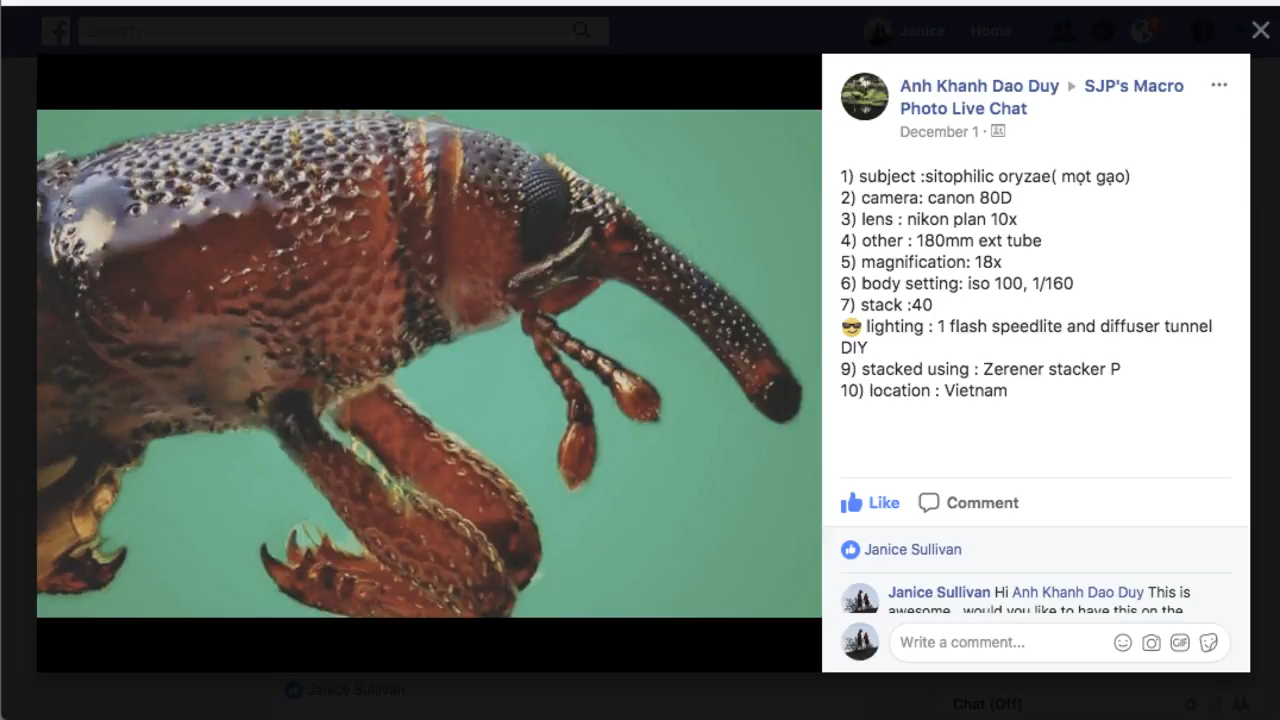 Search
Janice
Home
Anh Khanh Dao Duy ▸ SJP's Macro
Photo Live Chat
December 1 ·
1) subject :sitophilic oryzae( mọt gạo)
2) camera: canon 80D
3) lens : nikon plan 10x
4) other : 180mm ext tube
5) magnification: 18x
6) body setting: iso 100, 1/160
7) stack :40
😎 lighting : 1 flash speedlite and diffuser tunnel
DIY
9) stacked using : Zerener stacker P
10) location : Vietnam
Like Comment
Janice Sullivan
Janice Sullivan Hi Anh Khanh Dao Duy This is
awesome.. would you like to have this on the
Write a comment...
GIF
Janice Sullivan
Chat (Off)